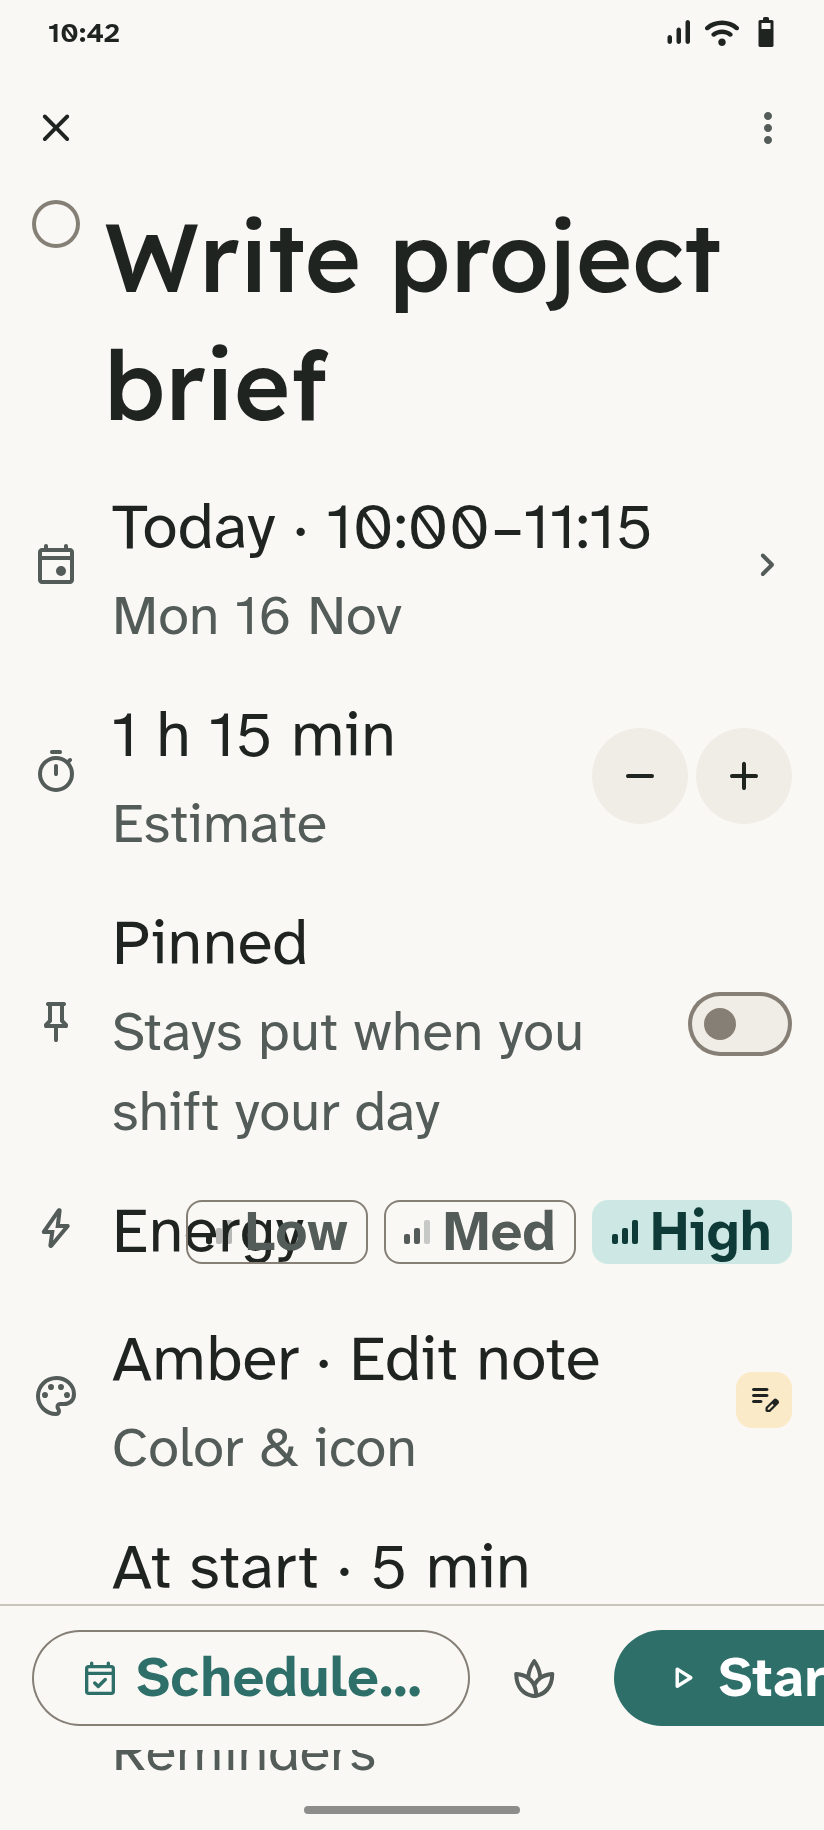 10:42
Write project
brief
Today · 10:00–11:15
Mon 16 Nov
1 h 15 min
Estimate
Pinned
Stays put when you
shift your day
Energy Low Med High
Amber · Edit note
Color & icon
At start · 5 min
Schedule... Star
Reminders